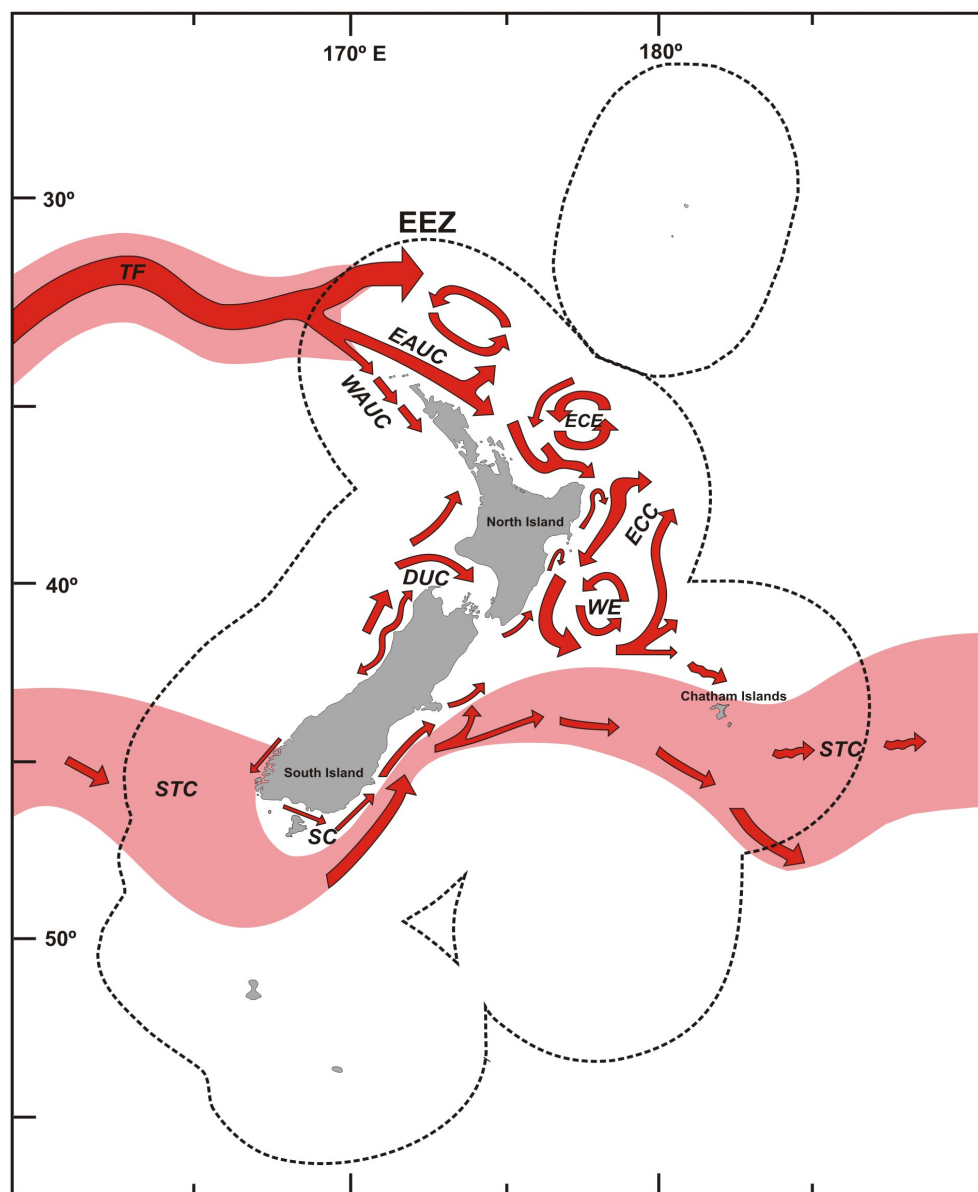 170º E
180º
30º
EEZ
TF
EAUC
WAUC
ECE
North Island
ECC
40º
DUC
WE
Chatham Islands
STC
South Island
STC
SC
50º